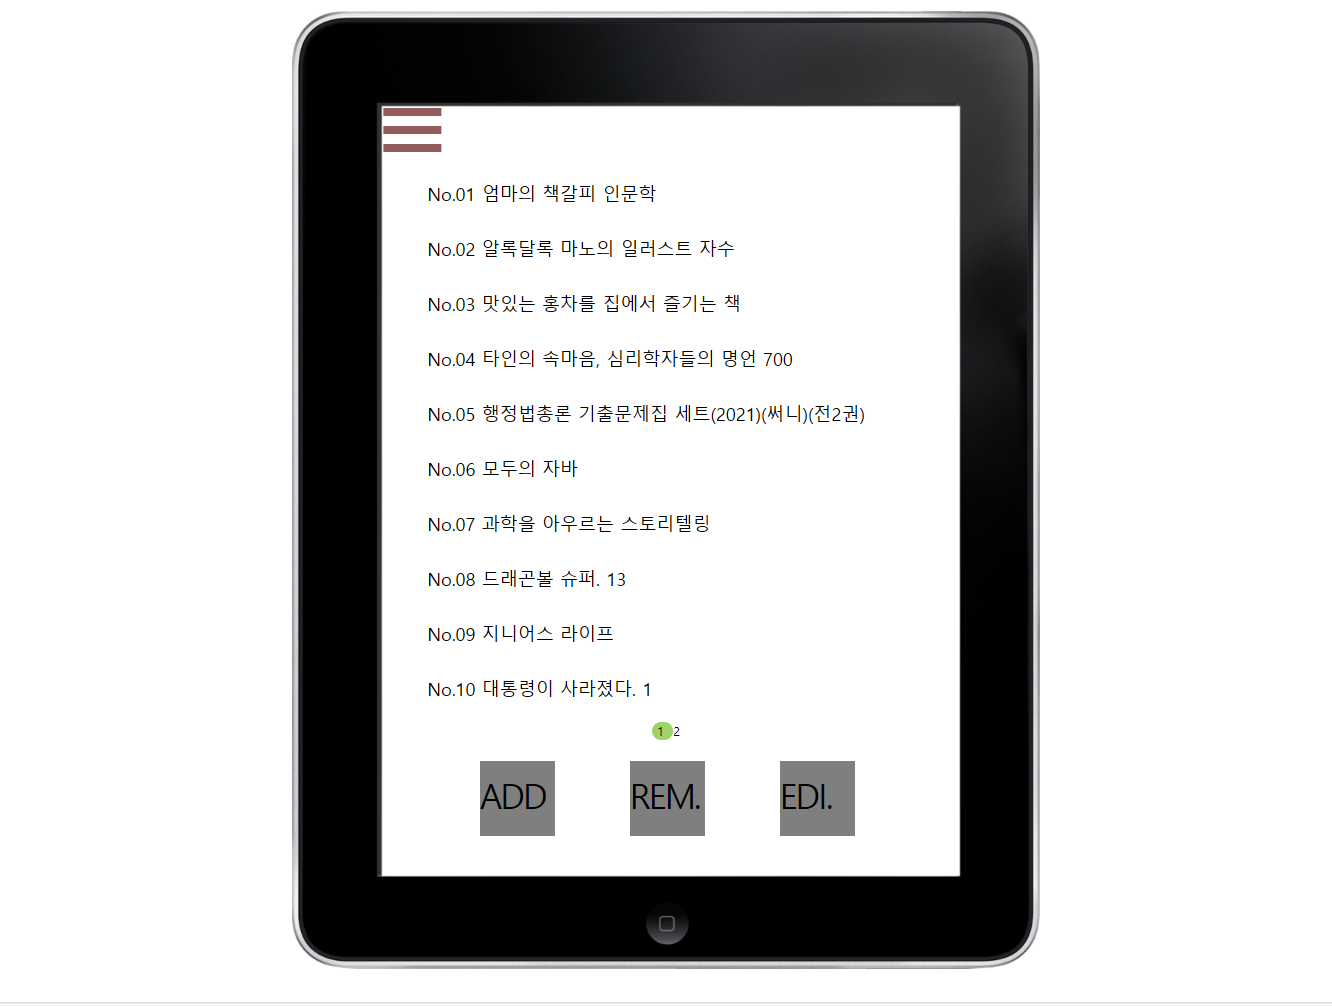 No.01 엄마의 책갈피 인문학
No.02 알록달록 마노의 일러스트 자수
No.03 맛있는 홍차를 집에서 즐기는 책
No.04 타인의 속마음, 심리학자들의 명언 700
No.05 행정법총론 기출문제집 세트(2021)(써니)(전2권)
No.06 모두의 자바
No.07 과학을 아우르는 스토리텔링
No.08 드래곤볼 슈퍼. 13
No.09 지니어스 라이프
No.10 대통령이 사라졌다. 1
1 2
ADD REM. EDI.